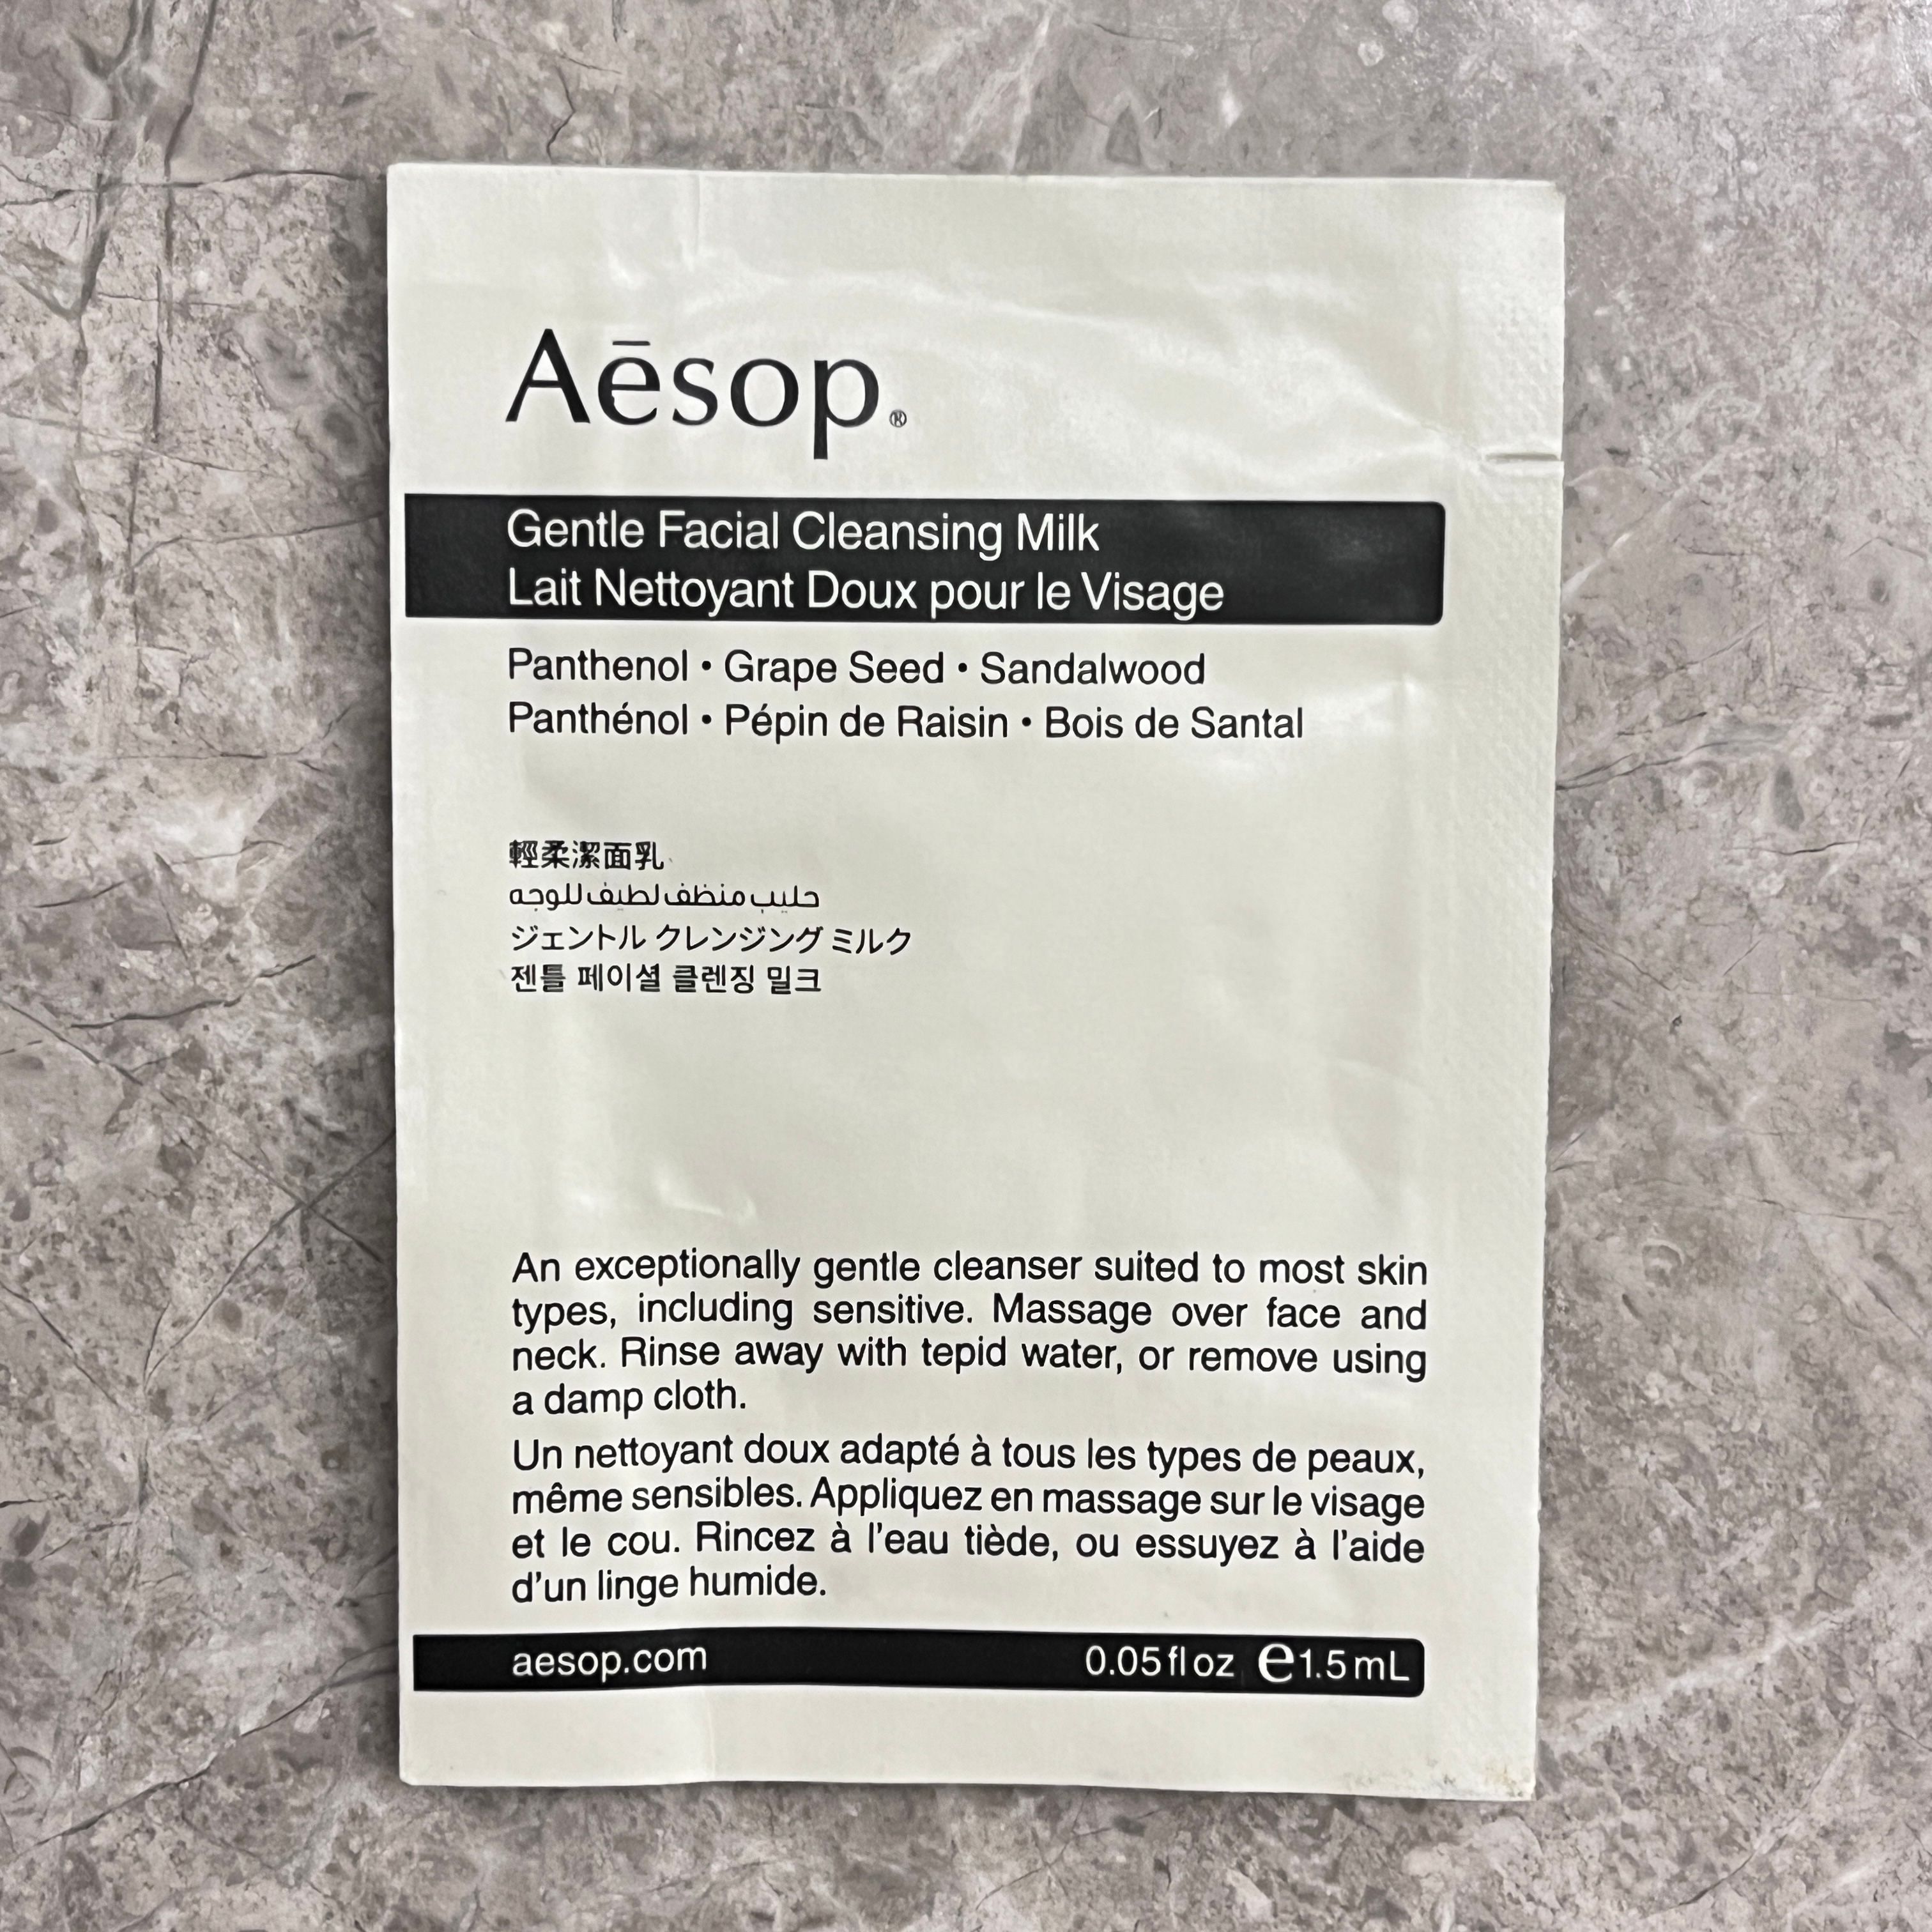 Aēsop®
Gentle Facial Cleansing Milk
Lait Nettoyant Doux pour le Visage
Panthenol • Grape Seed • Sandalwood
Panthénol • Pépin de Raisin • Bois de Santal
輕柔潔面乳
حليب منظف لطيف للوجه
ジェントル クレンジング ミルク
젠틀 페이셜 클렌징 밀크
An exceptionally gentle cleanser suited to most skin
types, including sensitive. Massage over face and
neck. Rinse away with tepid water, or remove using
a damp cloth.
Un nettoyant doux adapté à tous les types de peaux,
même sensibles. Appliquez en massage sur le visage
et le cou. Rincez à l'eau tiède, ou essuyez à l'aide
d'un linge humide.
aesop.com 0.05 fl oz ℮1.5 mL